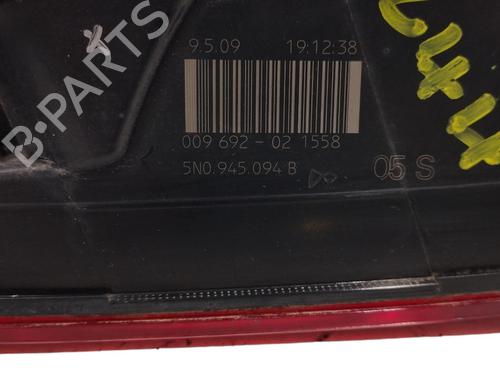 9.5.09 19:12:38
B-PARTS
009 692 - 02 1558
5N0.945.094 B
05 S